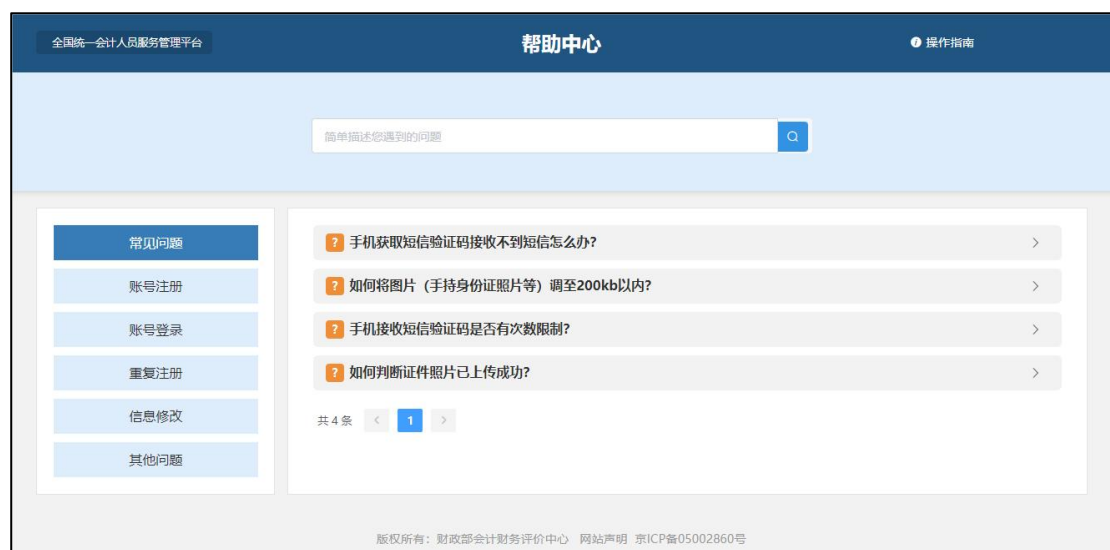 全国统一会计人员服务管理平台
帮助中心
操作指南
简单描述您遇到的问题
常见问题
账号注册
账号登录
重复注册
信息修改
其他问题
? 手机获取短信验证码接收不到短信怎么办?
? 如何将图片（手持身份证照片等）调至200kb以内?
? 手机接收短信验证码是否有次数限制?
? 如何判断证件照片已上传成功?
共 4 条 < 1 >
版权所有：财政部会计财务评价中心 网站声明 京ICP备05002860号